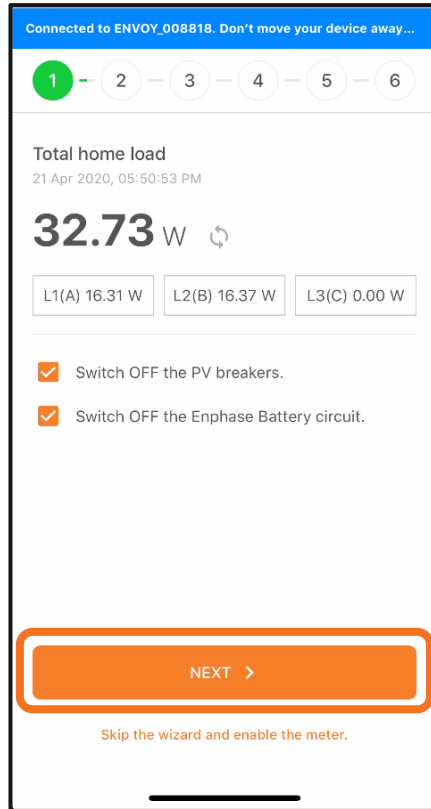 Connected to ENVOY_008818. Don't move your device away...
1 2 3 4 5 6
Total home load
21 Apr 2020, 05:50:53 PM
32.73 W
L1(A) 16.31 W L2(B) 16.37 W L3(C) 0.00 W
Switch OFF the PV breakers.
Switch OFF the Enphase Battery circuit.
NEXT
Skip the wizard and enable the meter.